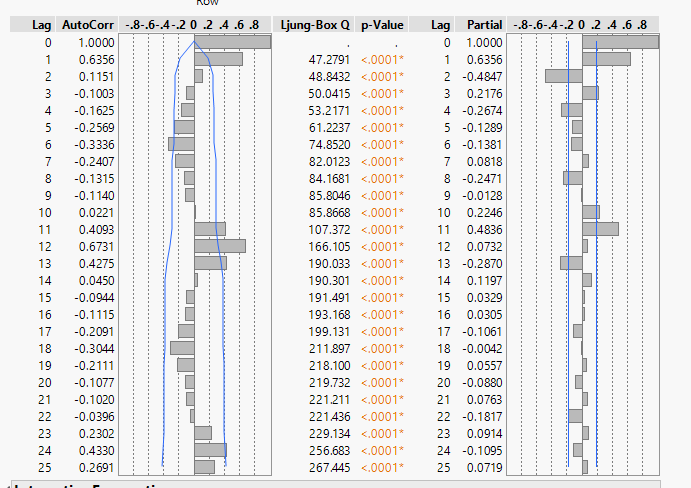 Row
Lag AutoCorr -.8-.6-.4-.2 0 .2 .4 .6 .8 Ljung-Box Q p-Value Lag Partial -.8-.6-.4-.2 0 .2 .4 .6 .8
0 1.0000 . . 0 1.0000
1 0.6356 47.2791 <.0001* 1 0.6356
2 0.1151 48.8432 <.0001* 2 -0.4847
3 -0.1003 50.0415 <.0001* 3 0.2176
4 -0.1625 53.2171 <.0001* 4 -0.2674
5 -0.2569 61.2237 <.0001* 5 -0.1289
6 -0.3336 74.8520 <.0001* 6 -0.1381
7 -0.2407 82.0123 <.0001* 7 0.0818
8 -0.1315 84.1681 <.0001* 8 -0.2471
9 -0.1140 85.8046 <.0001* 9 -0.0128
10 0.0221 85.8668 <.0001* 10 0.2246
11 0.4093 107.372 <.0001* 11 0.4836
12 0.6731 166.105 <.0001* 12 0.0732
13 0.4275 190.033 <.0001* 13 -0.2870
14 0.0450 190.301 <.0001* 14 0.1197
15 -0.0944 191.491 <.0001* 15 0.0329
16 -0.1115 193.168 <.0001* 16 0.0305
17 -0.2091 199.131 <.0001* 17 -0.1061
18 -0.3044 211.897 <.0001* 18 -0.0042
19 -0.2111 218.100 <.0001* 19 0.0557
20 -0.1077 219.732 <.0001* 20 -0.0880
21 -0.1020 221.211 <.0001* 21 0.0763
22 -0.0396 221.436 <.0001* 22 -0.1817
23 0.2302 229.134 <.0001* 23 0.0914
24 0.4330 256.683 <.0001* 24 -0.1095
25 0.2691 267.445 <.0001* 25 0.0719